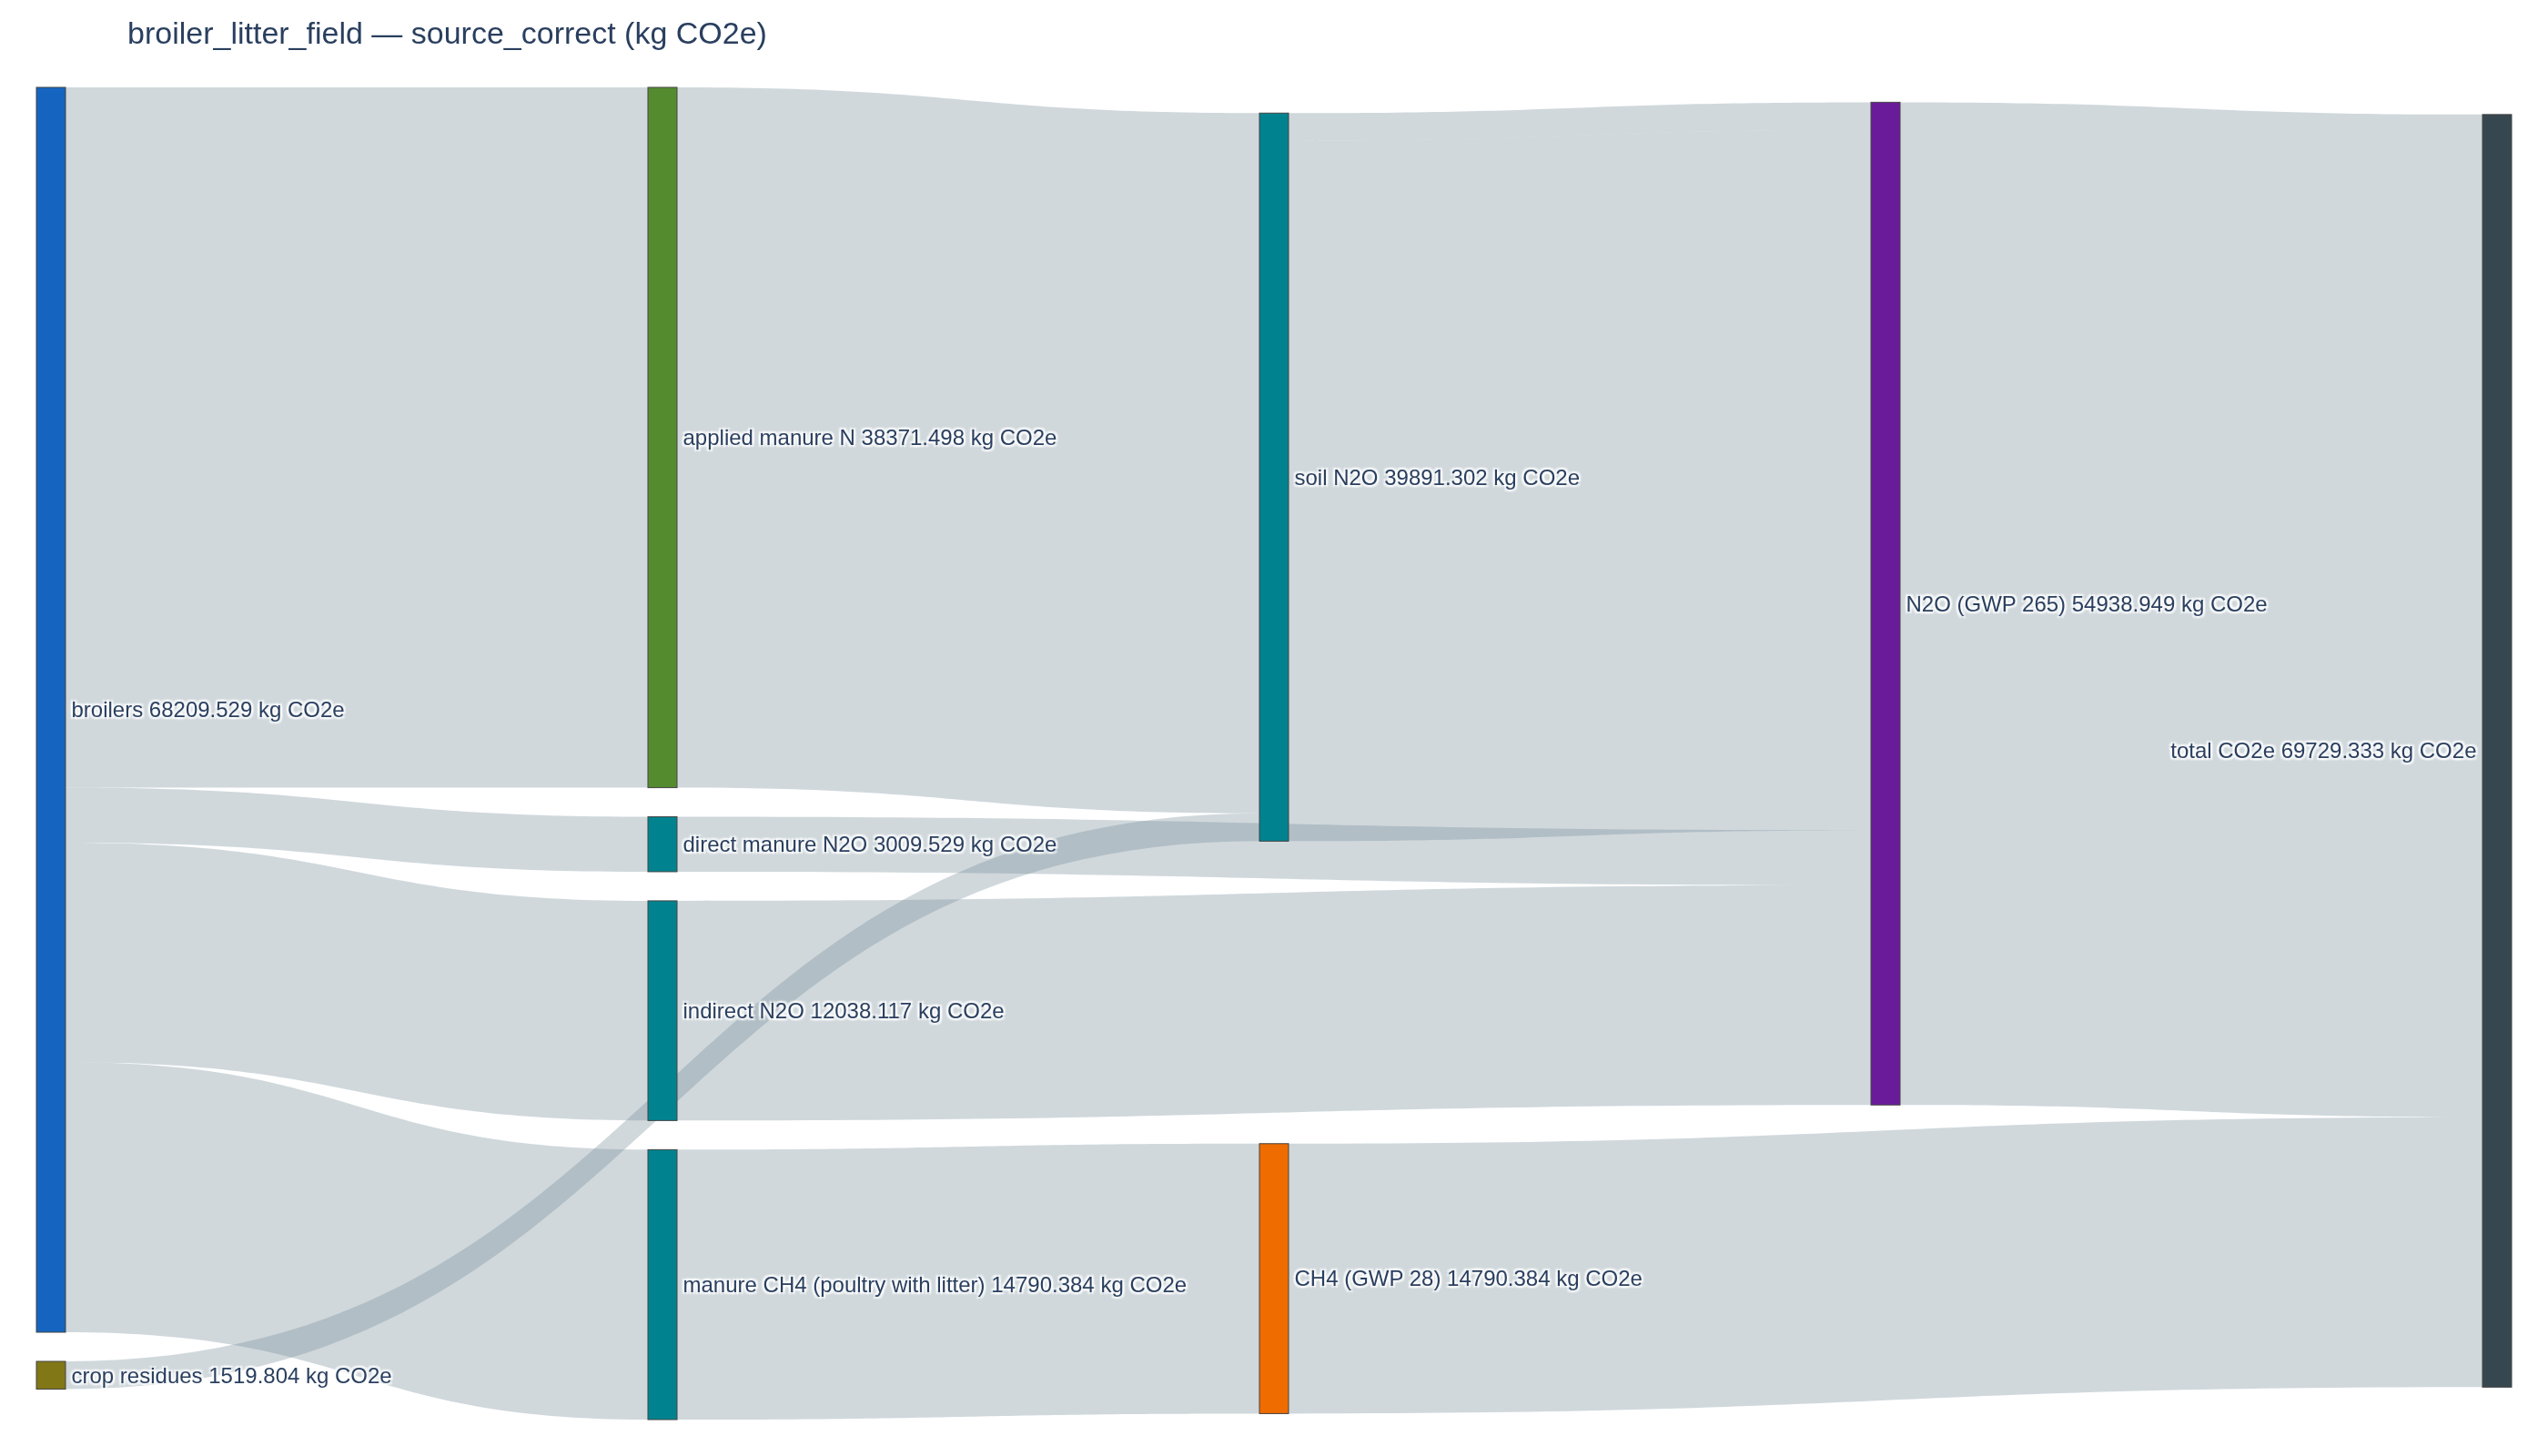 broiler_litter_field — source_correct (kg CO2e)
applied manure N 38371.498 kg CO2e
soil N2O 39891.302 kg CO2e
N2O (GWP 265) 54938.949 kg CO2e
broilers 68209.529 kg CO2e
total CO2e 69729.333 kg CO2e
direct manure N2O 3009.529 kg CO2e
indirect N2O 12038.117 kg CO2e
manure CH4 (poultry with litter) 14790.384 kg CO2e
CH4 (GWP 28) 14790.384 kg CO2e
crop residues 1519.804 kg CO2e